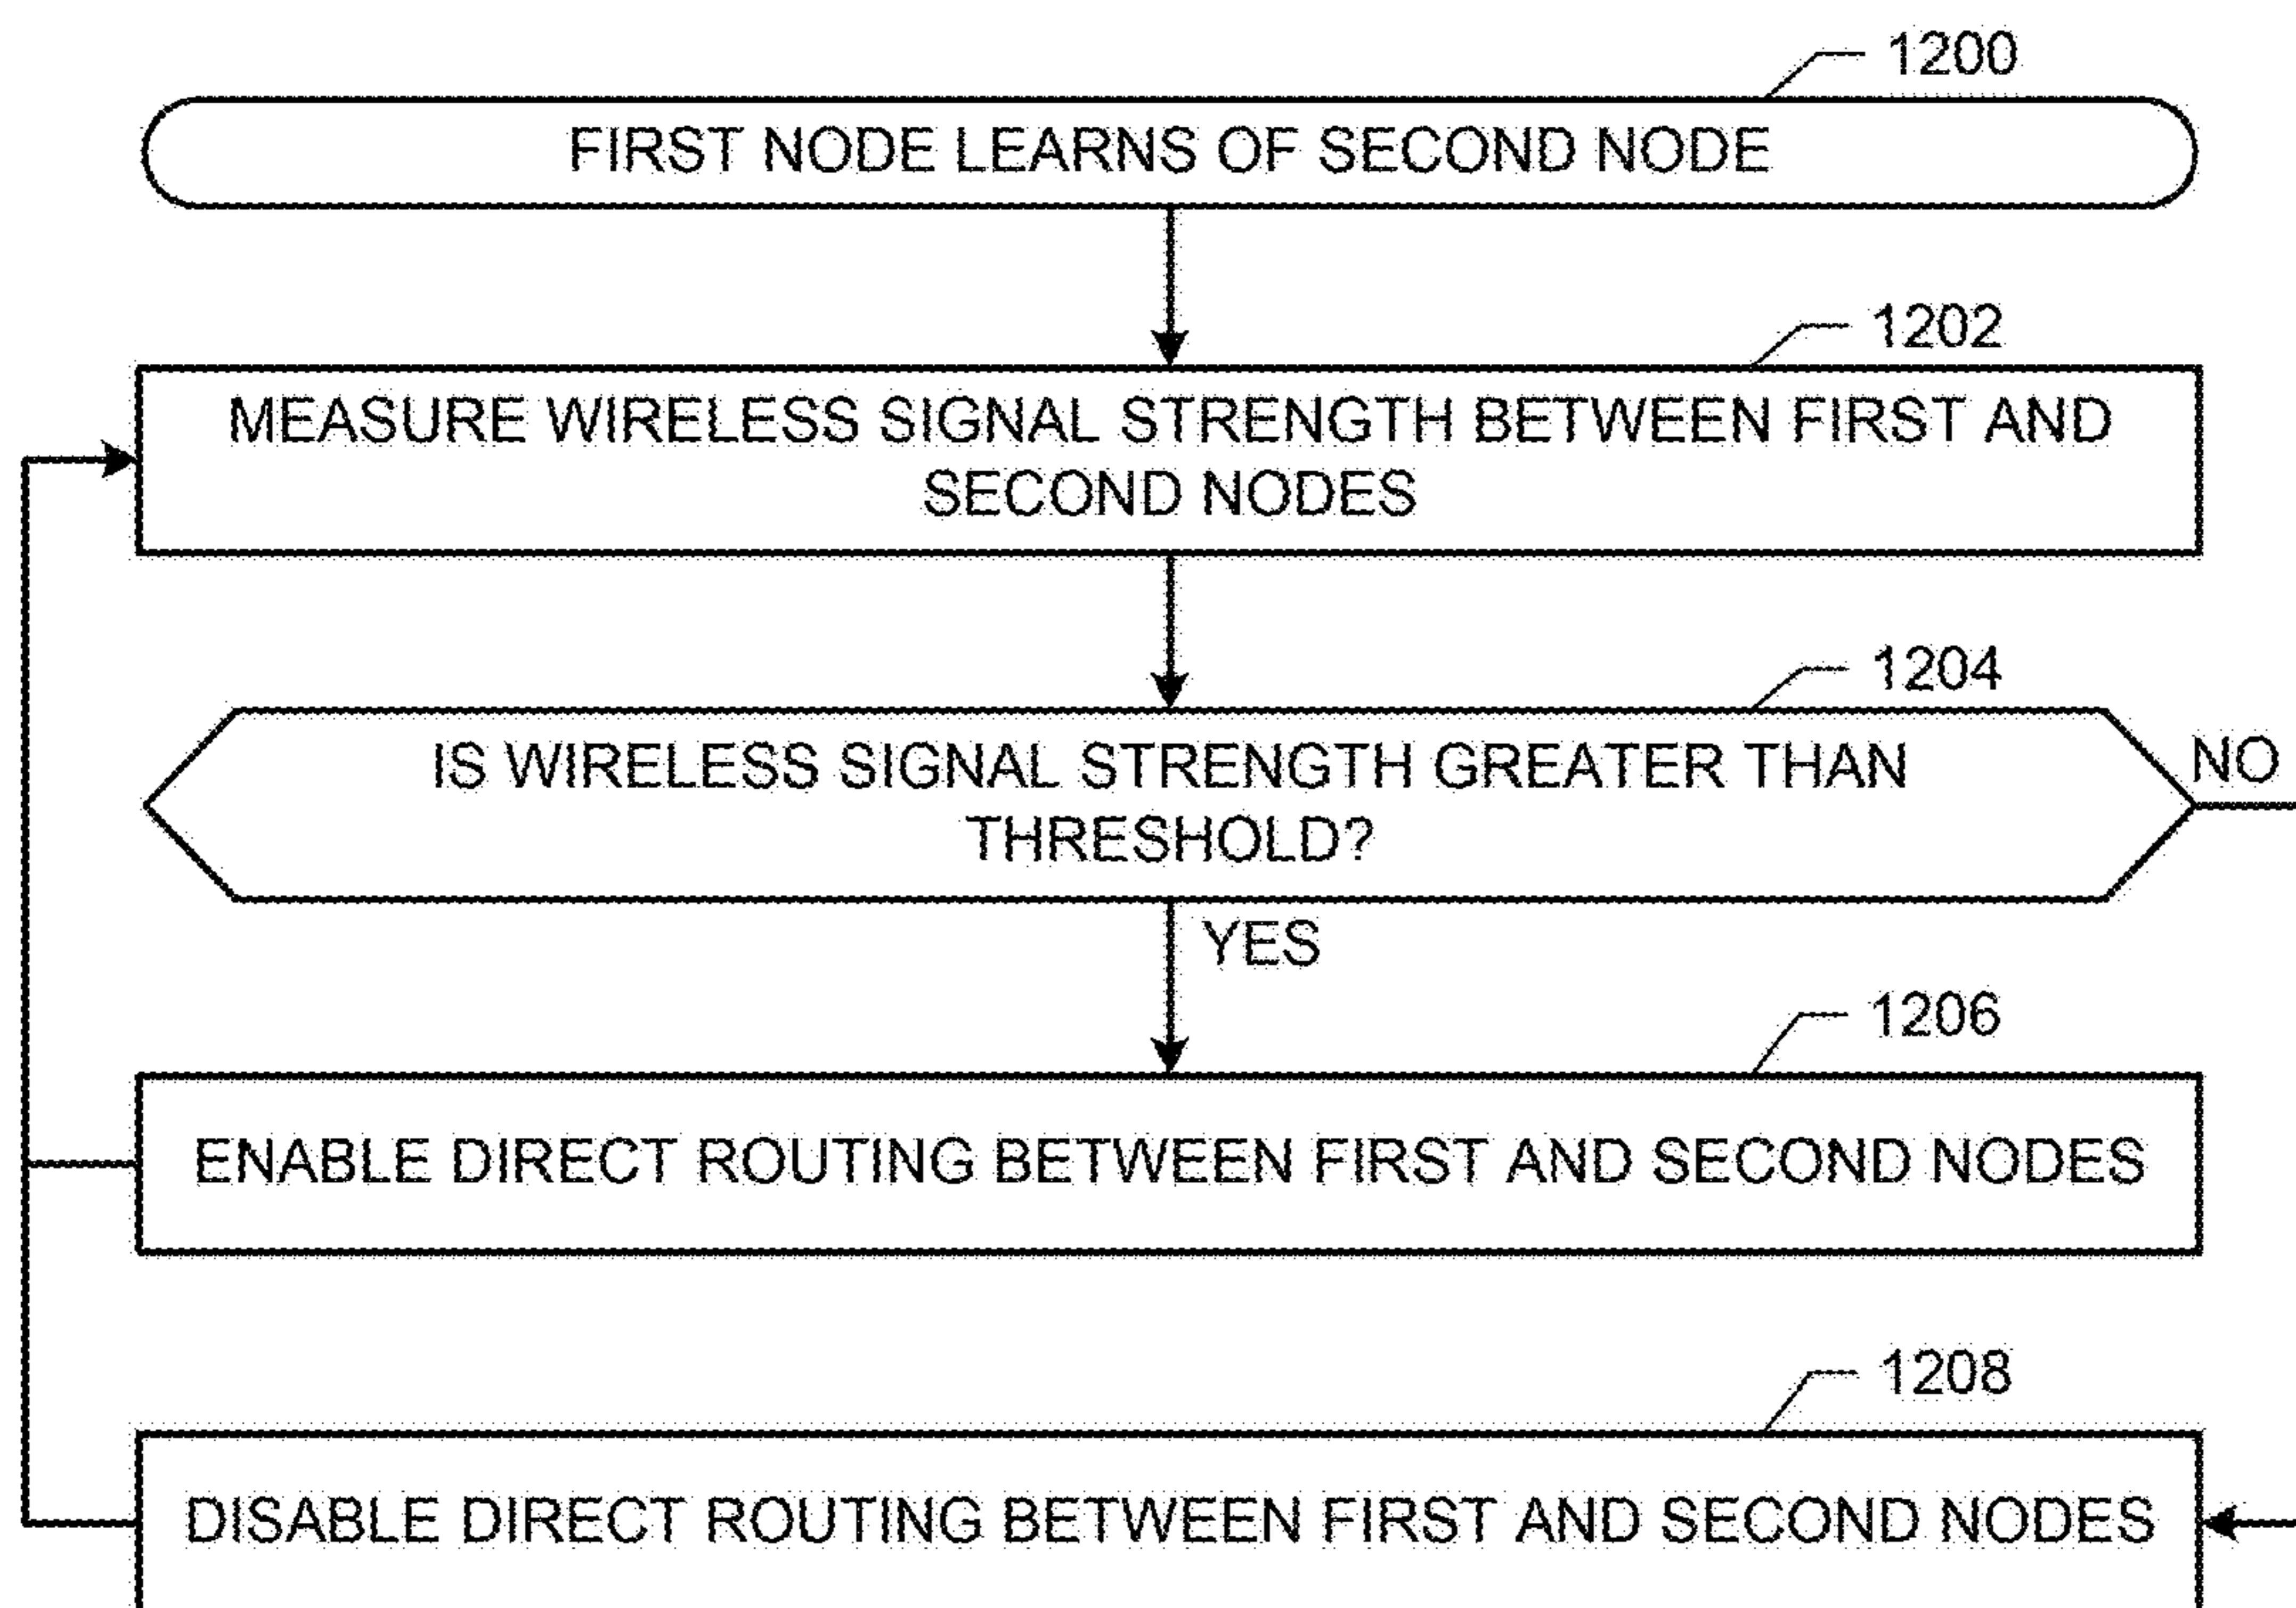 1200
FIRST NODE LEARNS OF SECOND NODE
1202
MEASURE WIRELESS SIGNAL STRENGTH BETWEEN FIRST AND
SECOND NODES
1204
IS WIRELESS SIGNAL STRENGTH GREATER THAN
THRESHOLD?
NO
YES
1206
ENABLE DIRECT ROUTING BETWEEN FIRST AND SECOND NODES
1208
DISABLE DIRECT ROUTING BETWEEN FIRST AND SECOND NODES